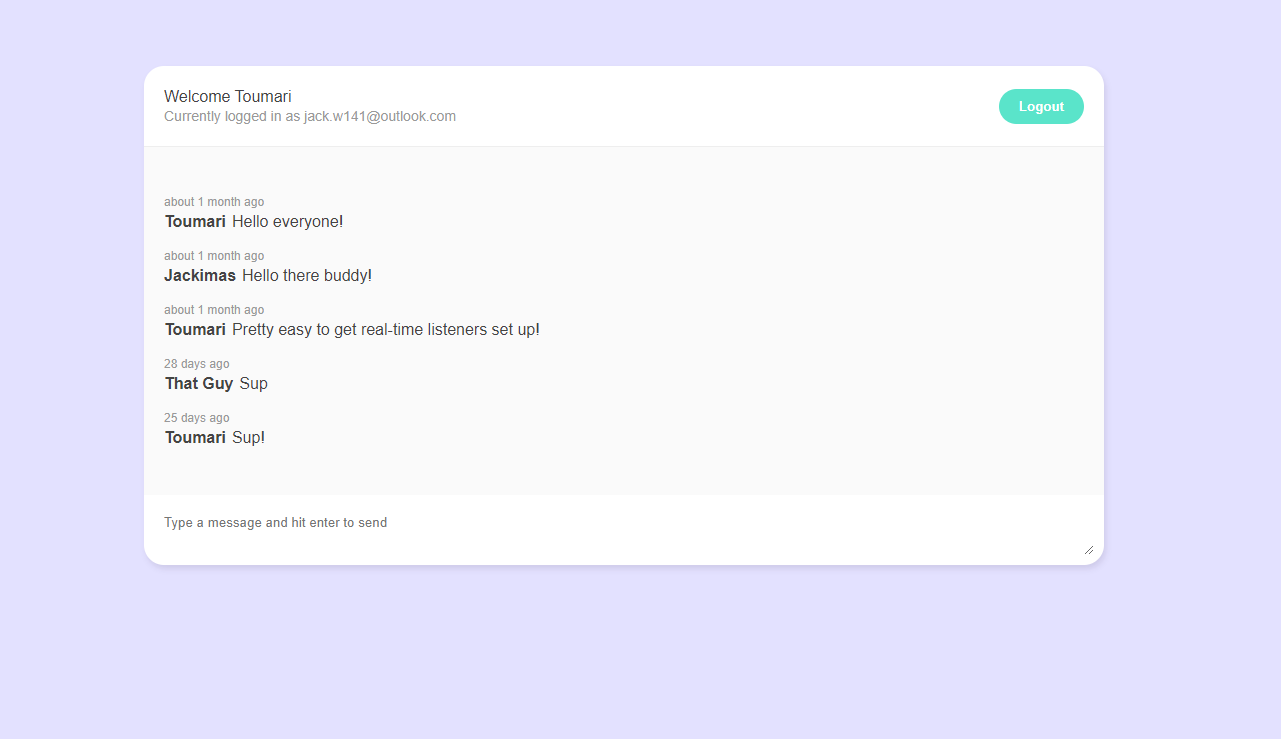 Welcome Toumari
Currently logged in as jack.w141@outlook.com
Logout
about 1 month ago
Toumari Hello everyone!
about 1 month ago
Jackimas Hello there buddy!
about 1 month ago
Toumari Pretty easy to get real-time listeners set up!
28 days ago
That Guy Sup
25 days ago
Toumari Sup!
Type a message and hit enter to send